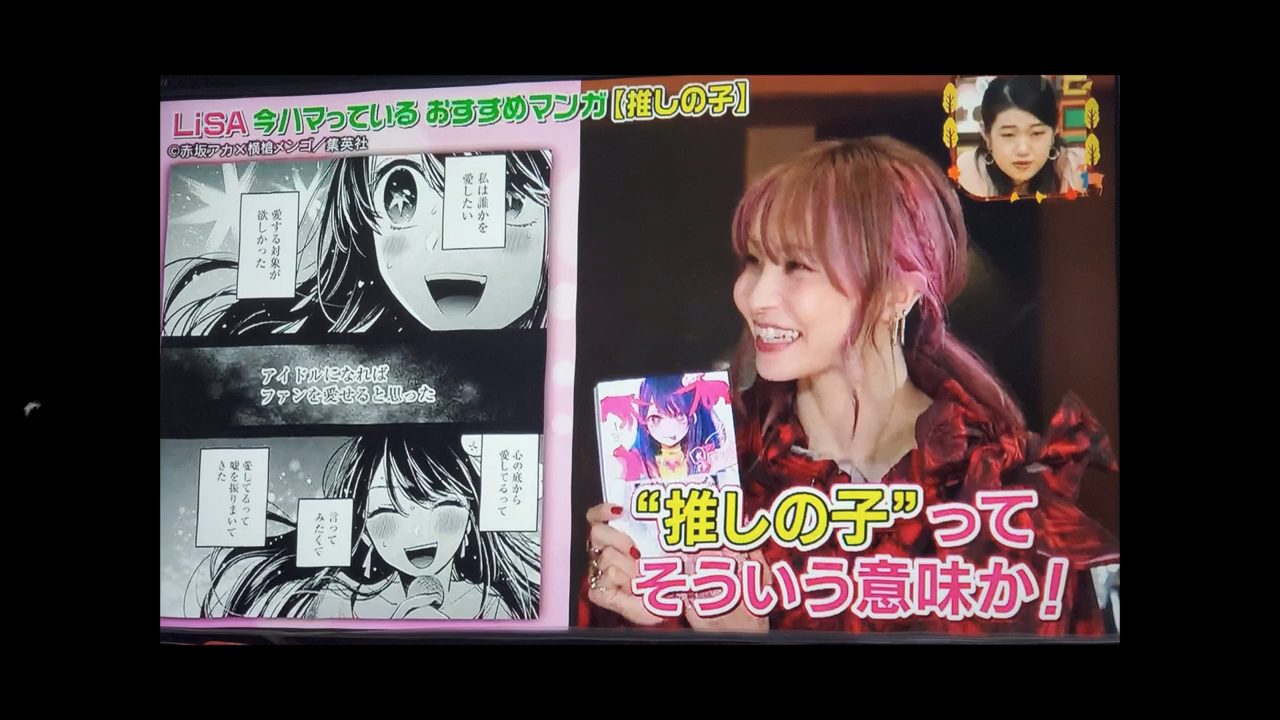 LiSA 今ハマっている おすすめマンガ【推しの子】
©赤坂アカ×横槍メンゴ／集英社
私は誰かを
愛したい
愛する対象が
欲しかった
アイドルになれば
ファンを愛せると思った
心の底から
愛してるって
言って
みたくて
愛してるって
嘘を振りまいて
きた
“推しの子”って
そういう意味か!